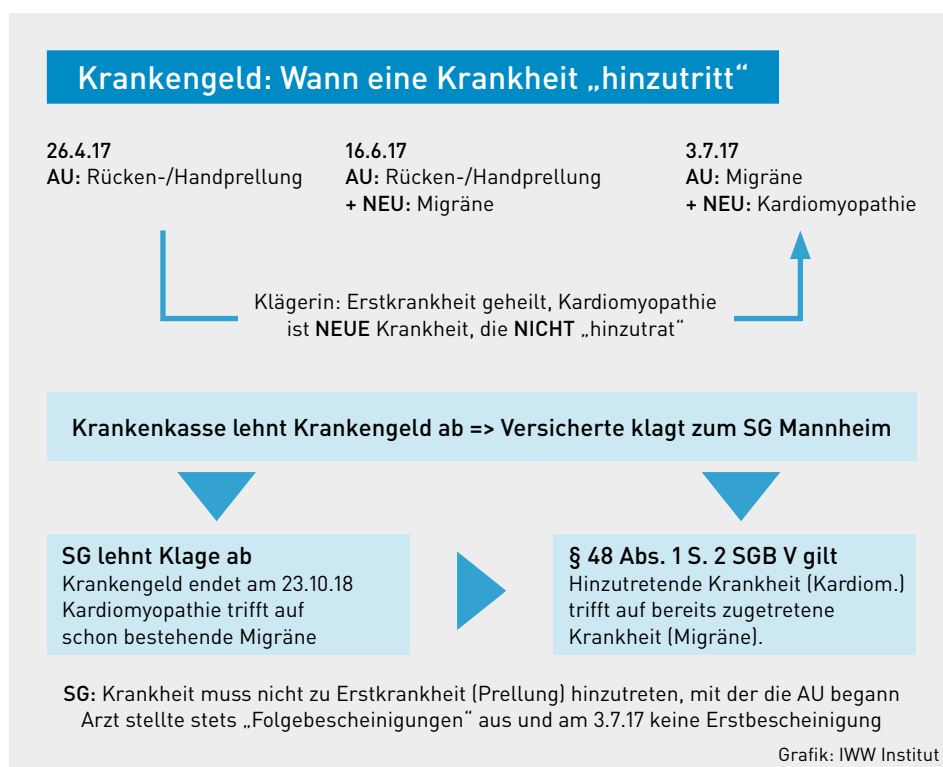 Krankengeld: Wann eine Krankheit „hinzutritt“
26.4.17
AU: Rücken-/Handprellung
16.6.17
AU: Rücken-/Handprellung
+ NEU: Migräne
3.7.17
AU: Migräne
+ NEU: Kardiomyopathie
Klägerin: Erstkrankheit geheilt, Kardiomyopathie
ist NEUE Krankheit, die NICHT „hinzutrat“
Krankenkasse lehnt Krankengeld ab => Versicherte klagt zum SG Mannheim
SG lehnt Klage ab
Krankengeld endet am 23.10.18
Kardiomyopathie trifft auf
schon bestehende Migräne
§ 48 Abs. 1 S. 2 SGB V gilt
Hinzutretende Krankheit (Kardiom.)
trifft auf bereits zugetretene
Krankheit (Migräne).
SG: Krankheit muss nicht zu Erstkrankheit (Prellung) hinzutreten, mit der die AU begann
Arzt stellte stets „Folgebescheinigungen“ aus und am 3.7.17 keine Erstbescheinigung
Grafik: IWW Institut